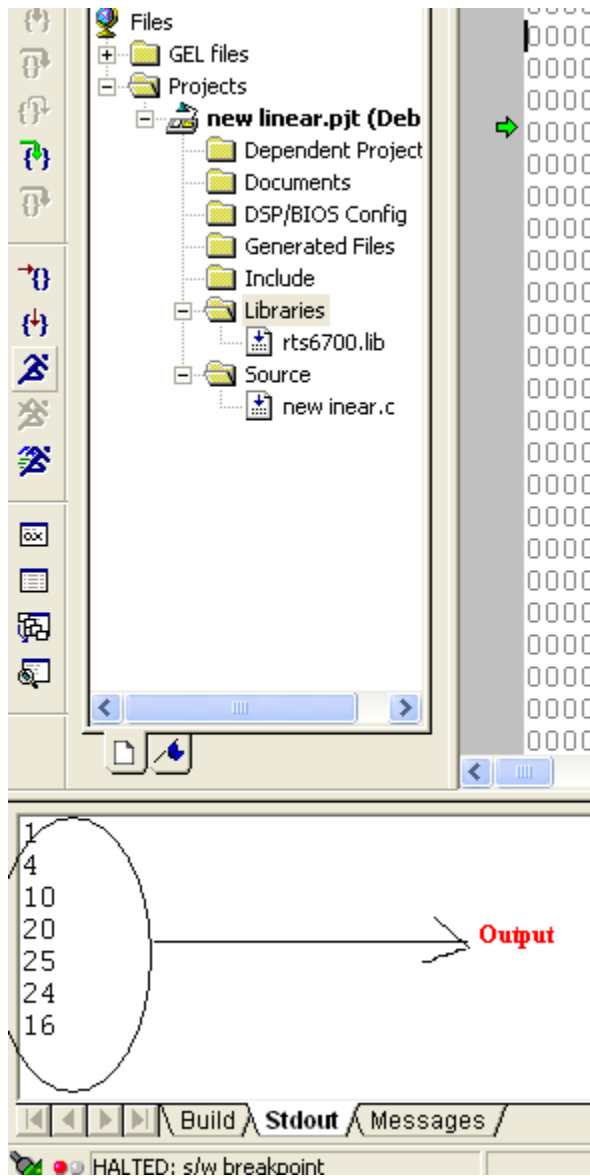 Files
GEL files
Projects
new linear.pjt (Deb
Dependent Project
Documents
DSP/BIOS Config
Generated Files
Include
Libraries
rts6700.lib
Source
new inear.c
1
4
10
20
25
24
16
Output
Build
Stdout
Messages
HALTED: s/w breakpoint